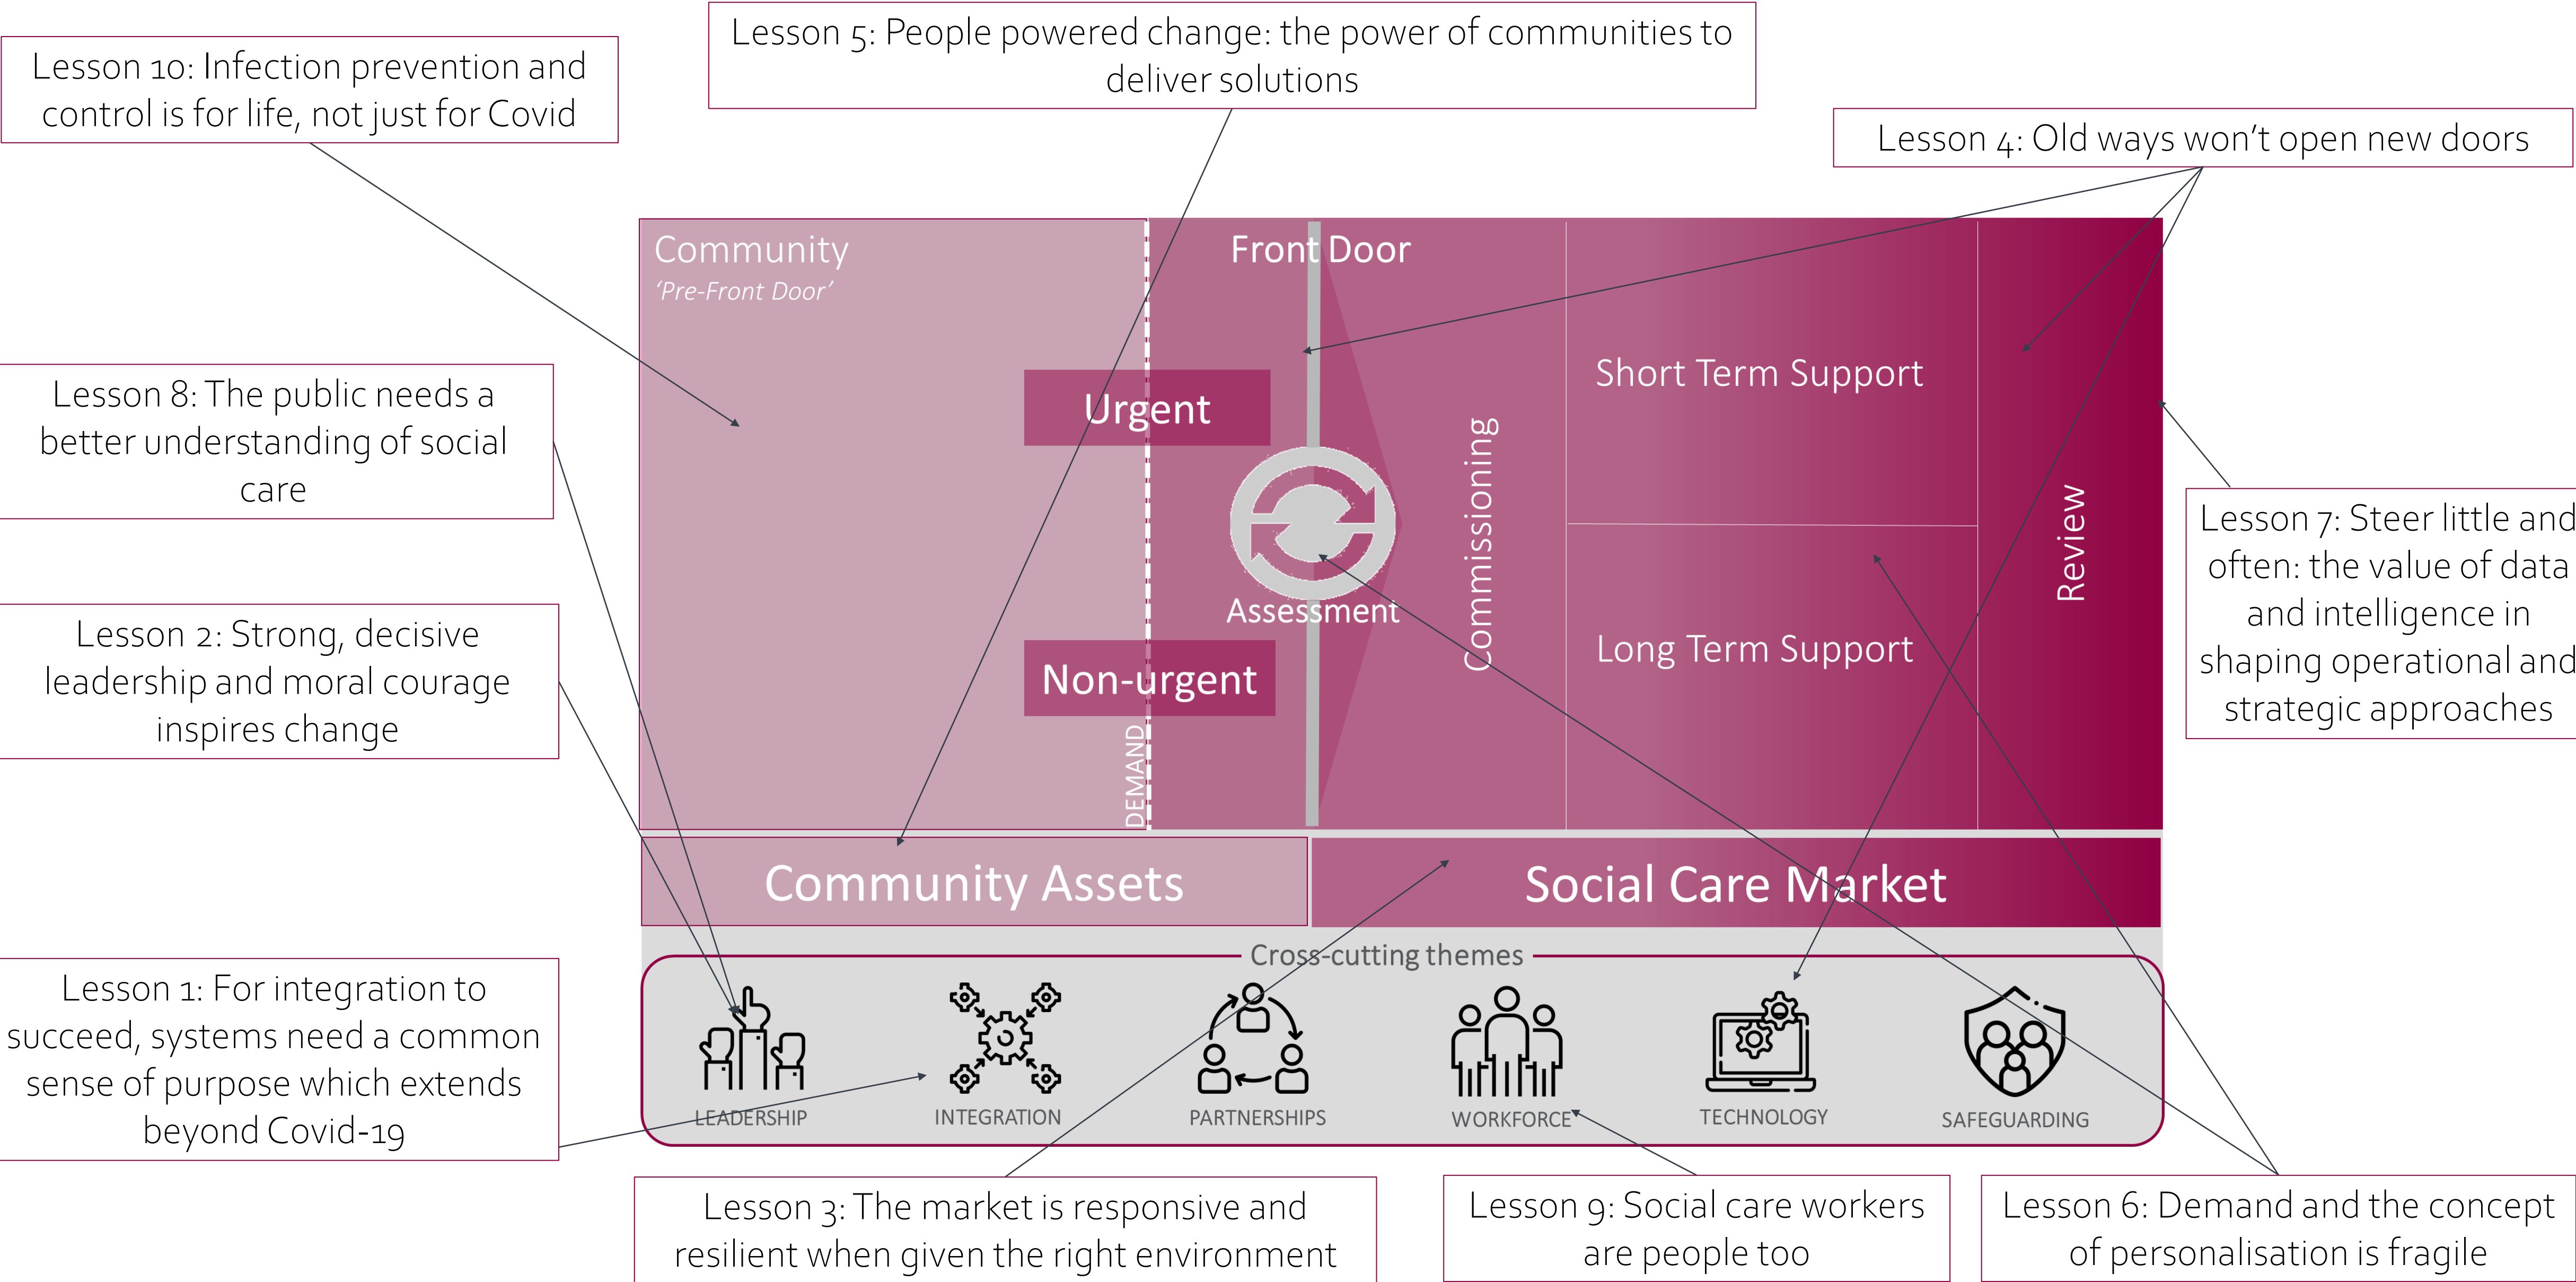 Lesson 10: Infection prevention and
control is for life, not just for Covid
Lesson 5: People powered change: the power of communities to
deliver solutions
Lesson 4: Old ways won't open new doors
Lesson 8: The public needs a
better understanding of social
care
Lesson 2: Strong, decisive
leadership and moral courage
inspires change
Lesson 1: For integration to
succeed, systems need a common
sense of purpose which extends
beyond Covid-19
Community
'Pre-Front Door'
Front Door
Urgent
Non-urgent
DEMAND
Assessment
Commissioning
Short Term Support
Long Term Support
Review
Lesson 7: Steer little and
often: the value of data
and intelligence in
shaping operational and
strategic approaches
Community Assets
Social Care Market
Cross-cutting themes
LEADERSHIP
INTEGRATION
PARTNERSHIPS
WORKFORCE
TECHNOLOGY
SAFEGUARDING
Lesson 3: The market is responsive and
resilient when given the right environment
Lesson 9: Social care workers
are people too
Lesson 6: Demand and the concept
of personalisation is fragile